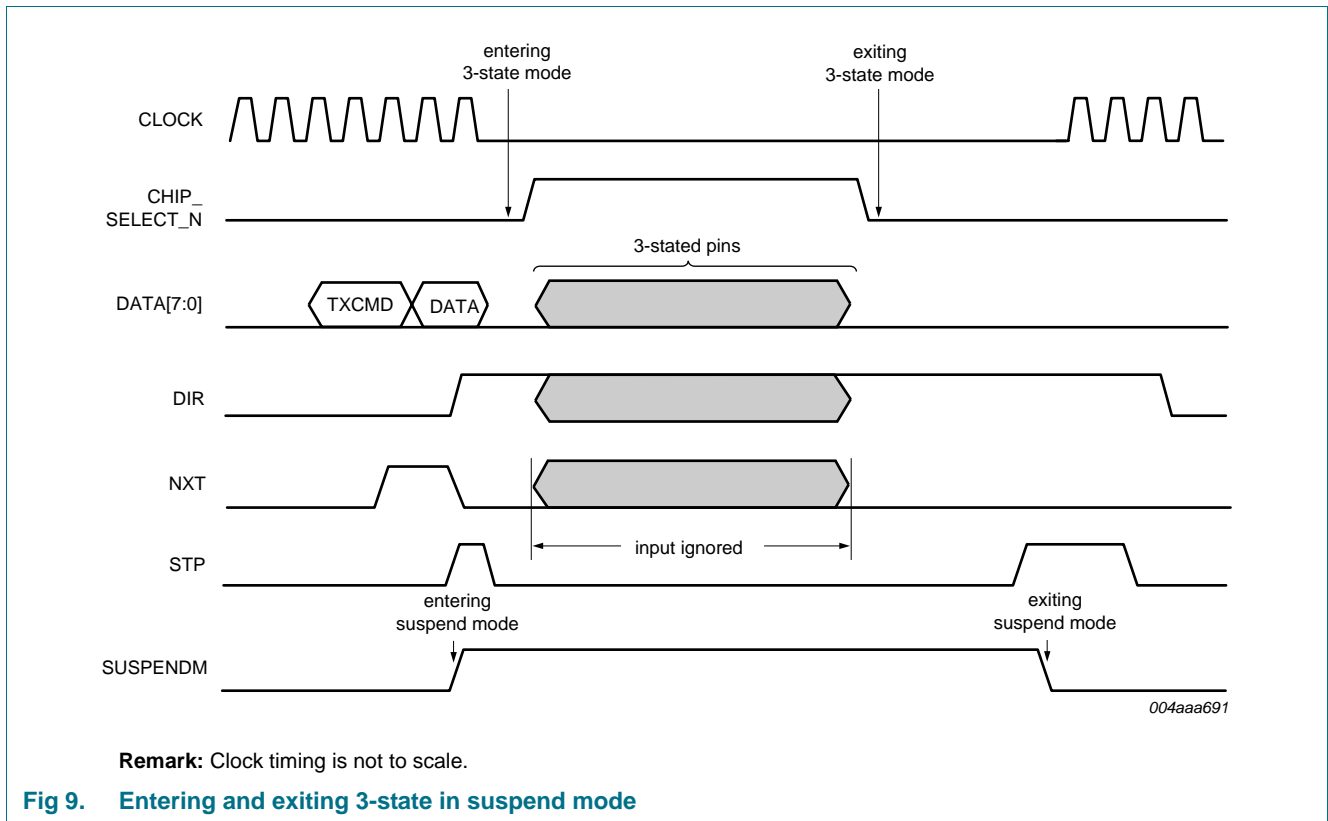 entering
3-state mode
exiting
3-state mode
CLOCK
CHIP_
SELECT_N
3-stated pins
DATA[7:0]
TXCMD
DATA
DIR
NXT
input ignored
STP
entering
suspend mode
exiting
suspend mode
SUSPENDM
004aaa691
Remark: Clock timing is not to scale.
Fig 9. Entering and exiting 3-state in suspend mode